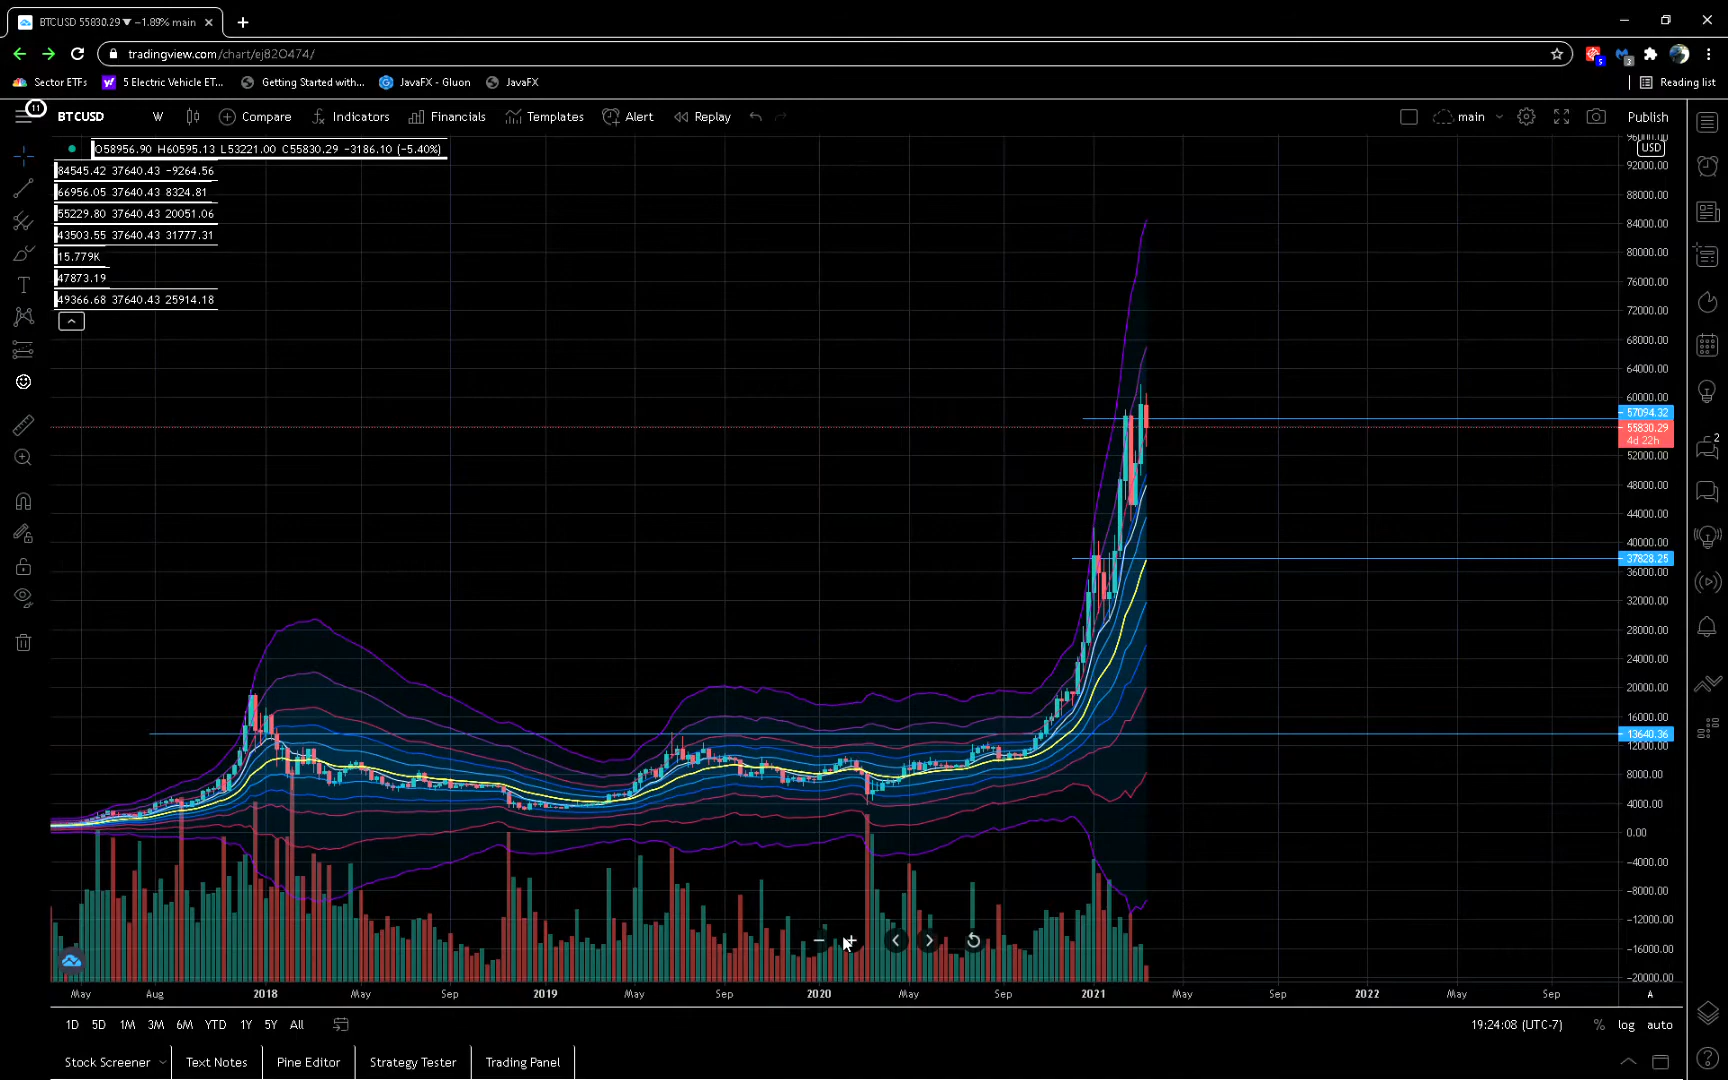 BTCUSD 55830.29 ▼ −1.89% main
tradingview.com/chart/ej82O474/
5
3
Sector ETFs
5 Electric Vehicle ET...
Getting Started with...
JavaFX - Gluon
JavaFX
Reading list
11
BTCUSD
W
Compare
Indicators
Financials
Templates
Alert
Replay
main
Publish
O58956.90 H60595.13 L53221.00 C55830.29 −3186.10 (−5.40%)
84545.42 37640.43 −9264.56
66956.05 37640.43 8324.81
55229.80 37640.43 20051.06
43503.55 37640.43 31777.31
15.779K
47873.19
49366.68 37640.43 25914.18
96000.00
USD
92000.00
88000.00
84000.00
80000.00
76000.00
72000.00
68000.00
64000.00
60000.00
57094.32
55830.29
4d 22h
2
52000.00
48000.00
44000.00
40000.00
37828.25
36000.00
32000.00
28000.00
24000.00
20000.00
16000.00
13640.36
12000.00
8000.00
4000.00
0.00
−4000.00
−8000.00
−12000.00
−16000.00
−20000.00
May
Aug
2018
May
Sep
2019
May
Sep
2020
May
Sep
2021
May
Sep
2022
May
Sep
A
1D
5D
1M
3M
6M
YTD
1Y
5Y
All
19:24:08 (UTC-7)
%
log
auto
Stock Screener
Text Notes
Pine Editor
Strategy Tester
Trading Panel